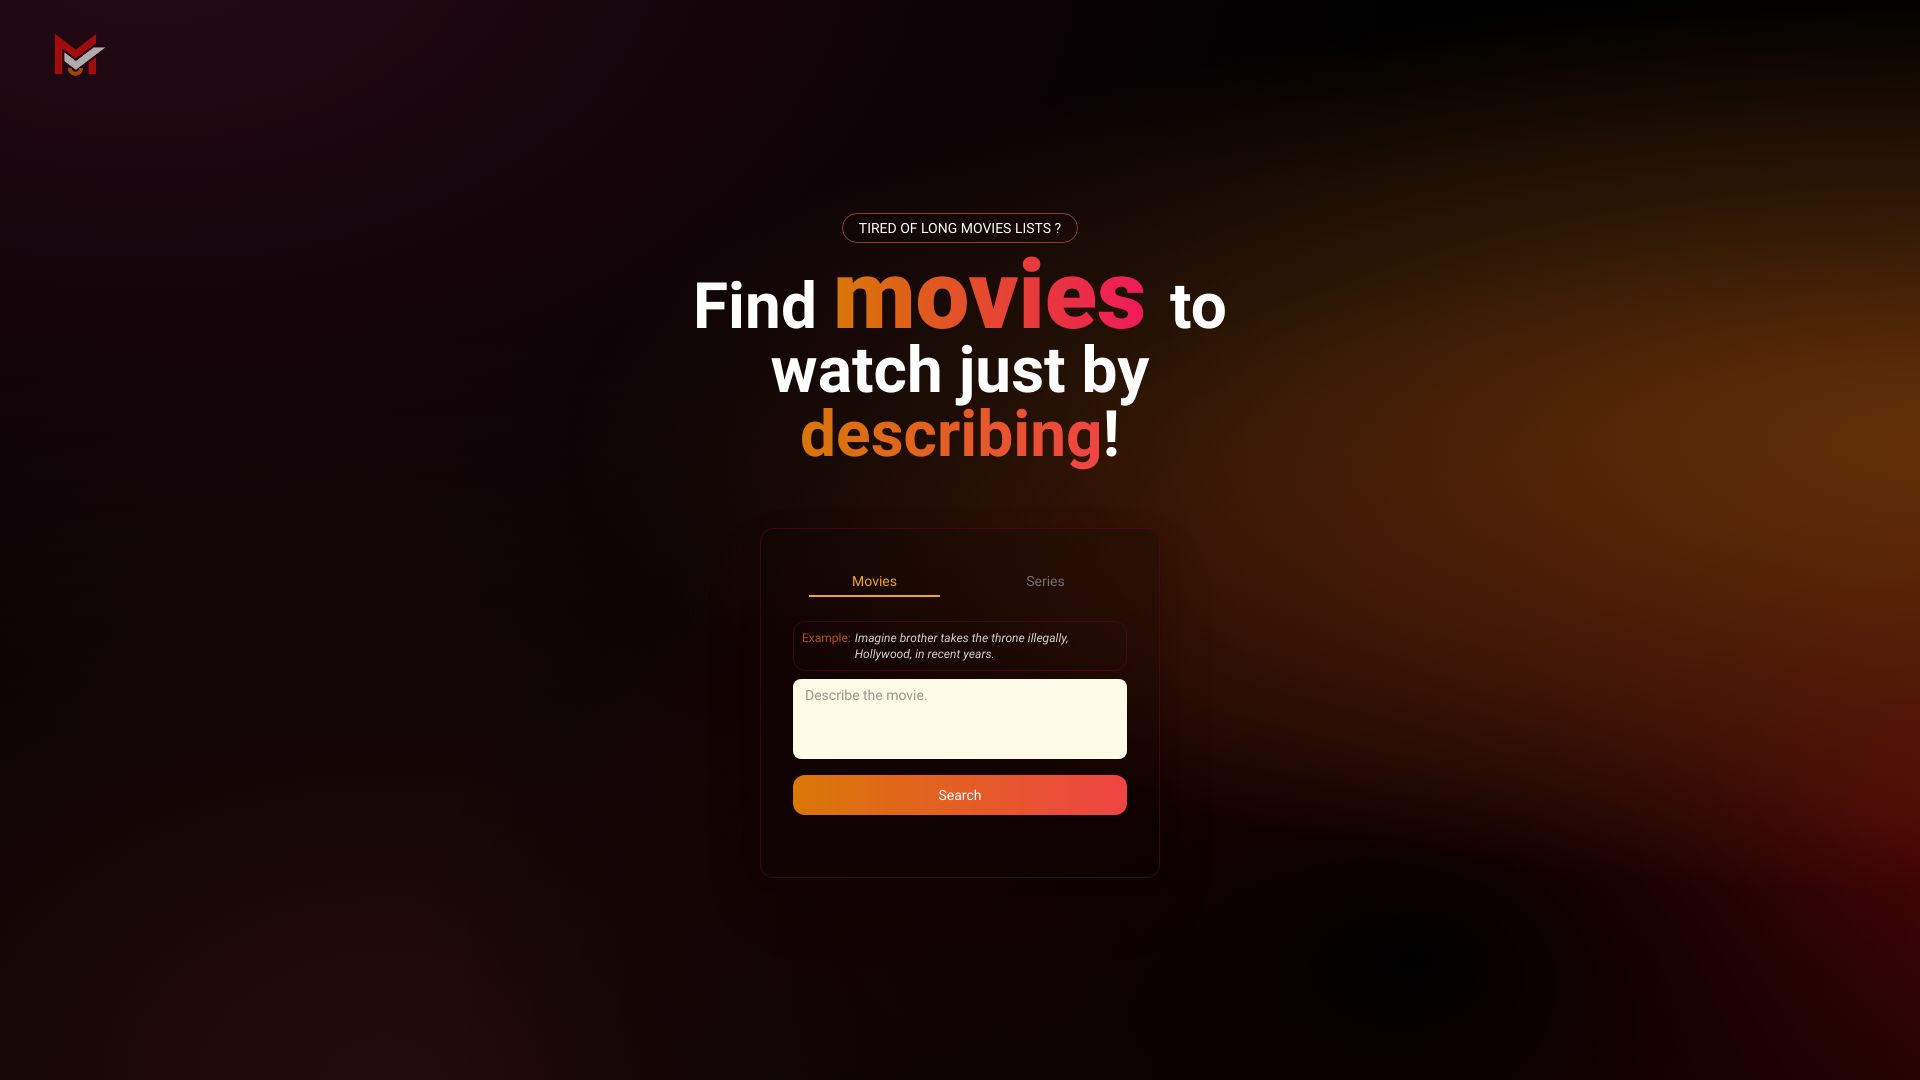 TIRED OF LONG MOVIES LISTS ?
Find movies to
watch just by
describing!
Movies
Series
Example: Imagine brother takes the throne illegally,
Hollywood, in recent years.
Describe the movie.
Search